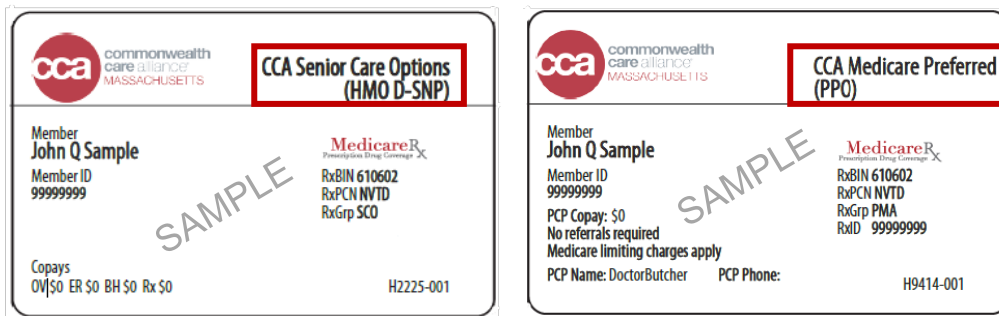 cca
commonwealth
care alliance®
MASSACHUSETTS
CCA Senior Care Options
(HMO D-SNP)
Member
John Q Sample
Member ID
99999999
MedicareRx
Prescription Drug Coverage
RxBIN 610602
RxPCN NVTD
RxGrp SCO
SAMPLE
Copays
OV $0 ER $0 BH $0 Rx $0
H2225-001
cca
commonwealth
care alliance
MASSACHUSETTS
CCA Medicare Preferred
(PPO)
Member
John Q Sample
Member ID
99999999
PCP Copay: $0
No referrals required
Medicare limiting charges apply
PCP Name: DoctorButcher PCP Phone:
MedicareRx
Prescription Drug Coverage
RxBIN 610602
RxPCN NVTD
RxGrp PMA
RxID 99999999
SAMPLE
H9414-001